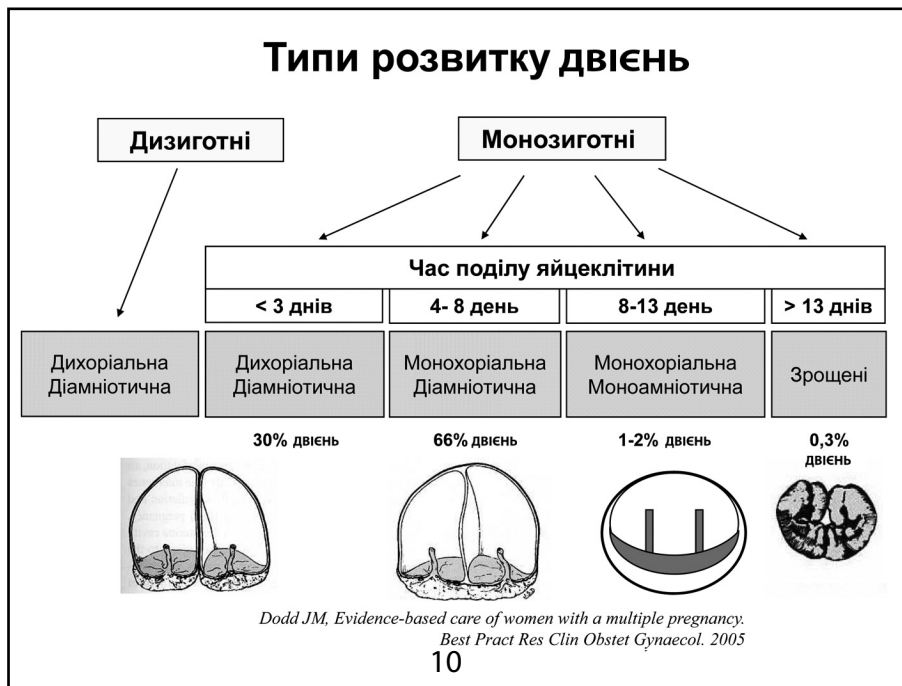 Типи розвитку двієнь
Дизиготні
Монозиготні
Час поділу яйцеклітини
< 3 днів
4- 8 день
8-13 день
> 13 днів
Дихоріальна
Діамніотична
Дихоріальна
Діамніотична
Монохоріальна
Діамніотична
Монохоріальна
Моноамніотична
Зрощені
30% двієнь
66% двієнь
1-2% двієнь
0,3%
двієнь
Dodd JM, Evidence-based care of women with a multiple pregnancy.
Best Pract Res Clin Obstet Gynaecol. 2005
10